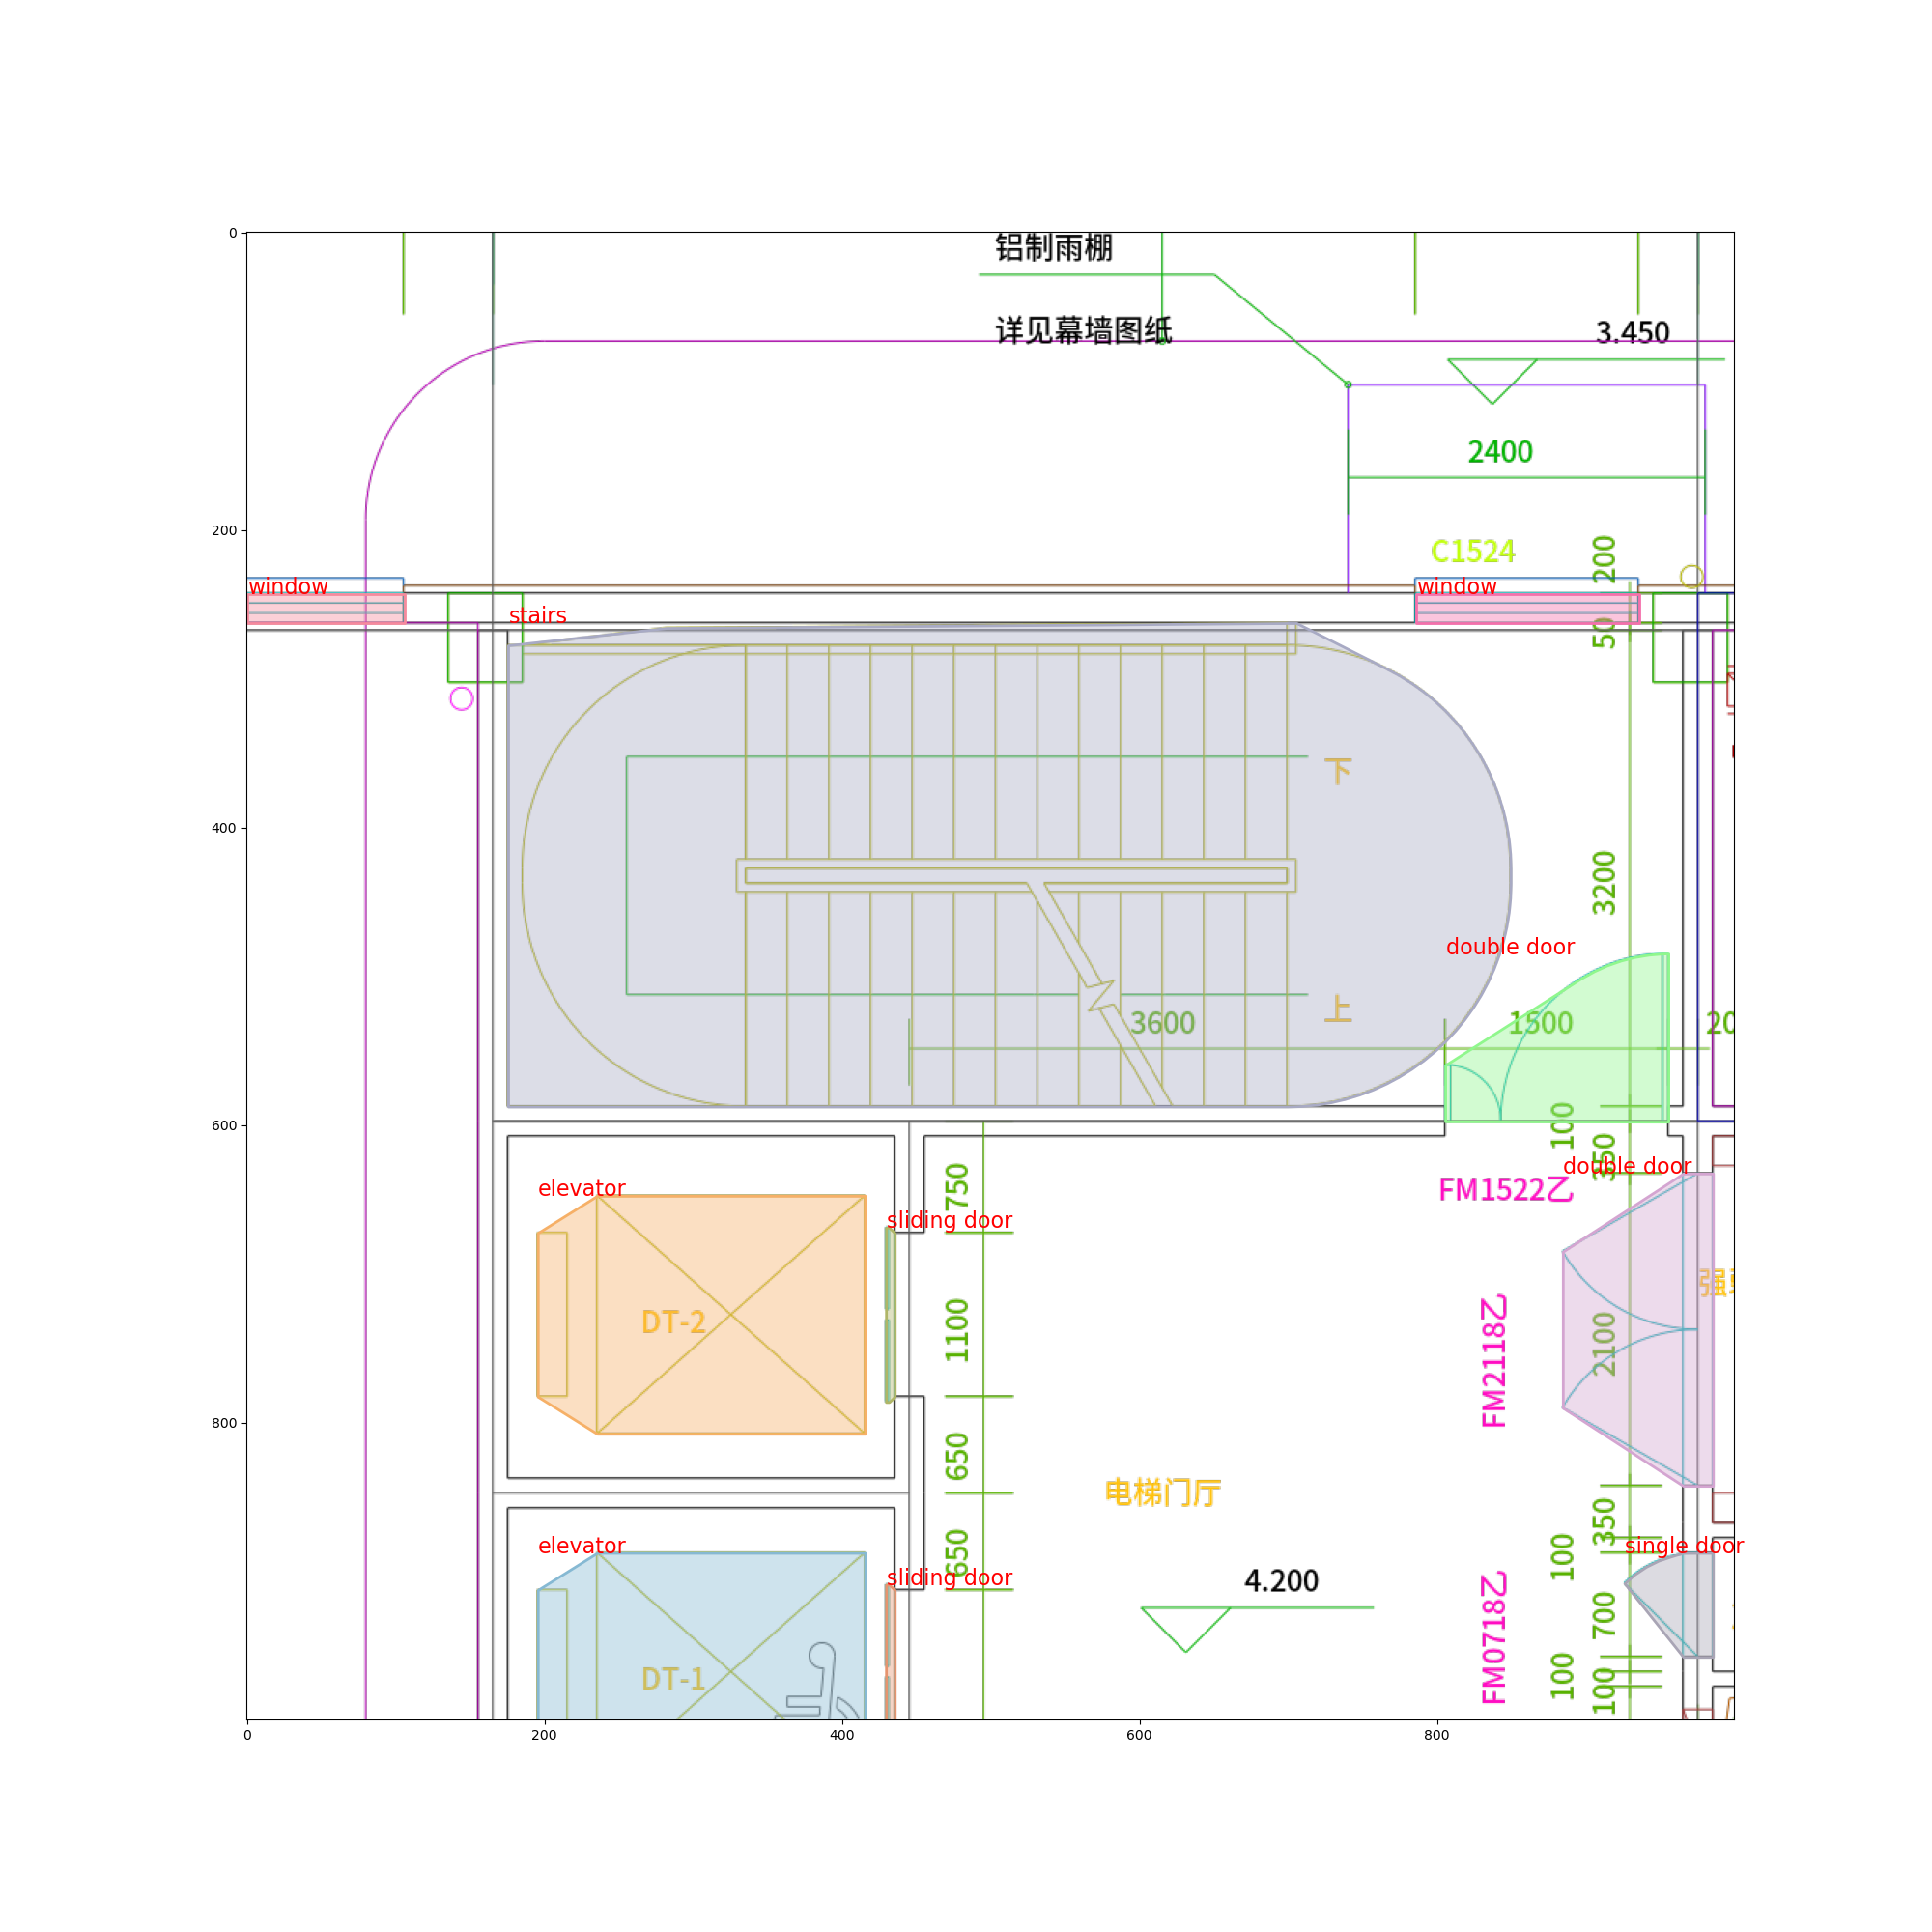 0
200
400
600
800
0
200
400
600
800
铝制雨棚
详见幕墙图纸
3.450
2400
C1524
200
window
window
stairs
50
下
3200
double door
上
3600
1500
20
100
350
double door
FM1522乙
elevator
750
sliding door
DT-2
1100
FM2118乙
2100
650
电梯门厅
350
elevator
650
sliding door
single door
100
4.200
DT-1
FM0718乙
700
100
100